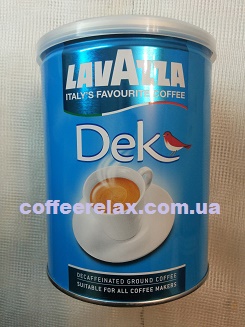 LAVAZZA
ITALY'S FAVOURITE COFFEE
Dek
coffeerelax.com.ua
DECAFFEINATED GROUND COFFEE
SUITABLE FOR ALL COFFEE MAKERS